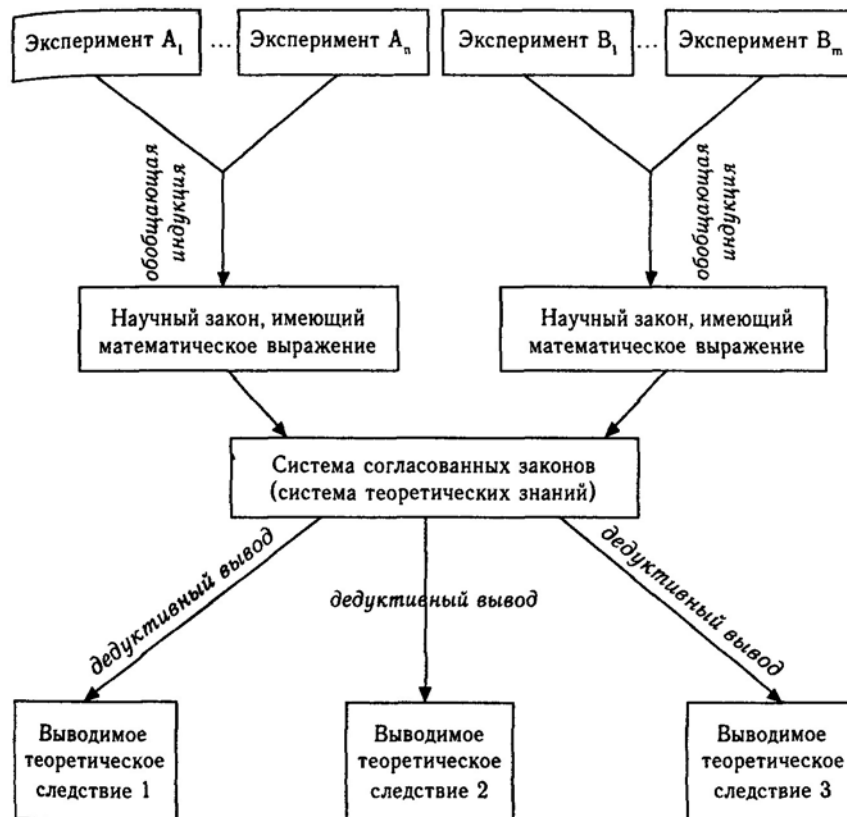 Эксперимент A₁ ... Эксперимент Aₙ Эксперимент B₁ ... Эксперимент Bₘ
обобщающая
индукция
обобщающая
индукция
Научный закон, имеющий
математическое выражение
Научный закон, имеющий
математическое выражение
Система согласованных законов
(система теоретических знаний)
дедуктивный вывод
дедуктивный вывод
дедуктивный вывод
Выводимое
теоретическое
следствие 1
Выводимое
теоретическое
следствие 2
Выводимое
теоретическое
следствие 3